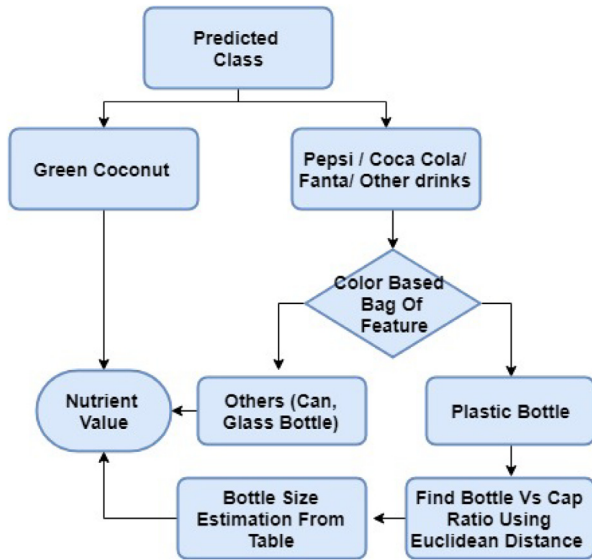 Predicted
Class
Green Coconut
Pepsi / Coca Cola/
Fanta/ Other drinks
Color Based
Bag Of
Feature
Nutrient
Value
Others (Can,
Glass Bottle)
Plastic Bottle
Bottle Size
Estimation From
Table
Find Bottle Vs Cap
Ratio Using
Euclidean Distance